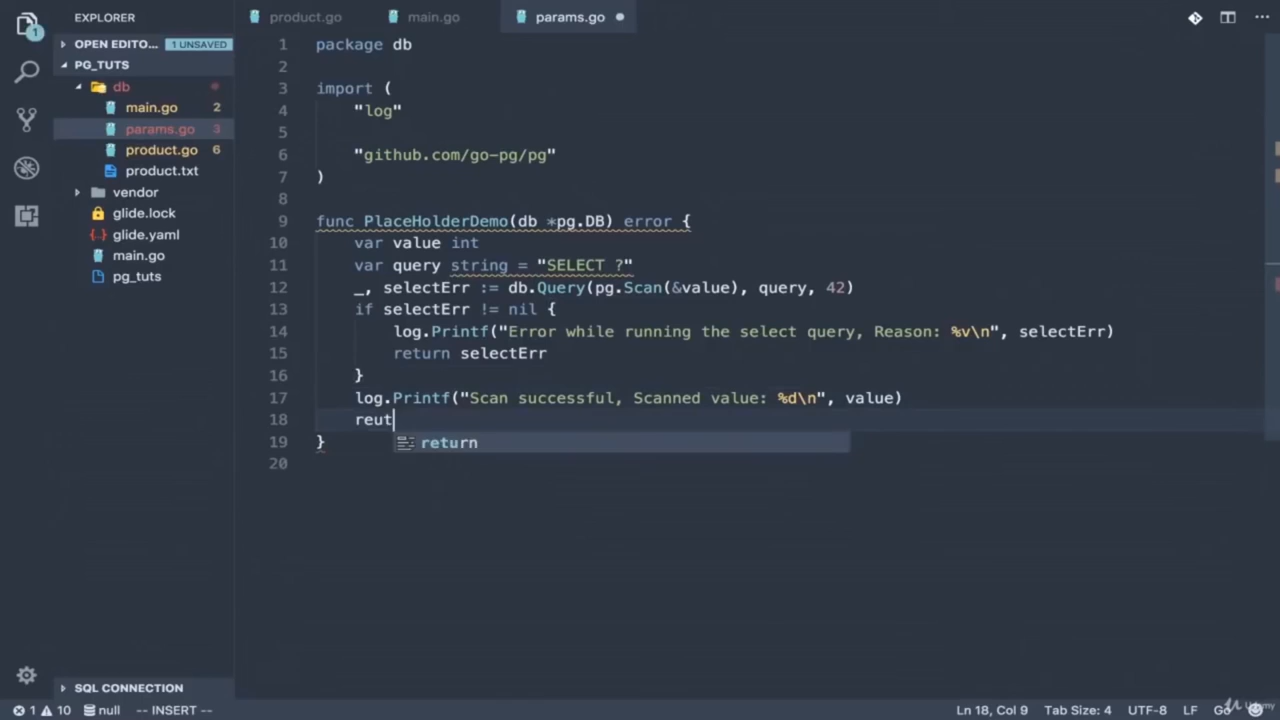 EXPLORER
product.go
main.go
params.go
OPEN EDITO... 1 UNSAVED
PG_TUTS
db
main.go 2
params.go 3
product.go 6
product.txt
vendor
glide.lock
glide.yaml
main.go
pg_tuts
SQL CONNECTION
1
1 package db
2
3 import (
4 "log"
5
6 "github.com/go-pg/pg"
7 )
8
9 func PlaceHolderDemo(db *pg.DB) error {
10 var value int
11 var query string = "SELECT ?"
12 _, selectErr := db.Query(pg.Scan(&value), query, 42)
13 if selectErr != nil {
14 log.Printf("Error while running the select query, Reason: %v\n", selectErr)
15 return selectErr
16 }
17 log.Printf("Scan successful, Scanned value: %d\n", value)
18 reut
19 }
return
20
1 10 null -- INSERT --
Ln 18, Col 9 Tab Size: 4 UTF-8 LF Go
Udemy